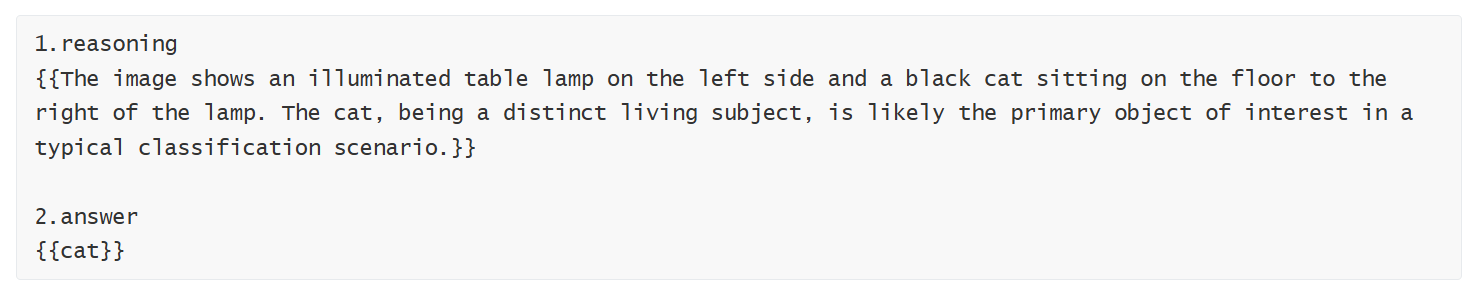 1.reasoning
{{The image shows an illuminated table lamp on the left side and a black cat sitting on the floor to the
right of the lamp. The cat, being a distinct living subject, is likely the primary object of interest in a
typical classification scenario.}}
2.answer
{{cat}}